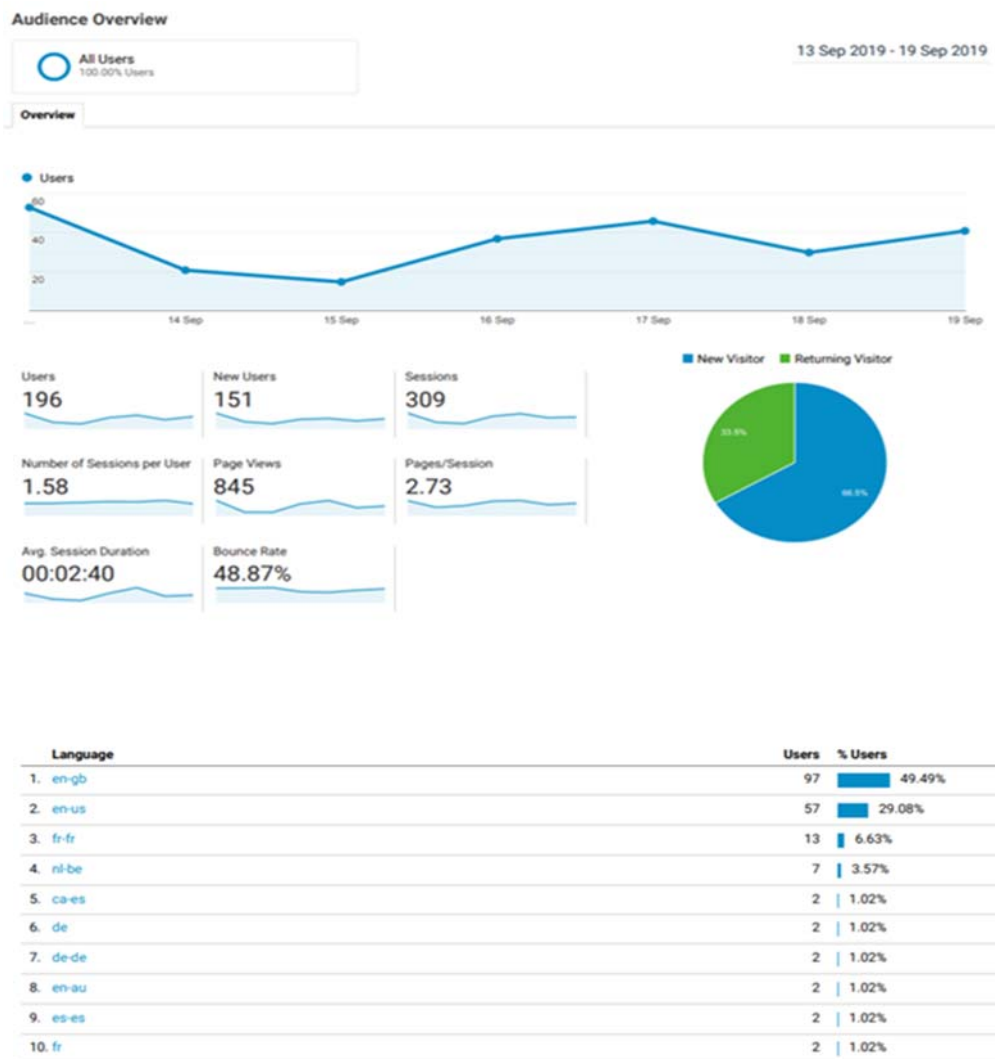 Audience Overview
All Users
100.00% Users
13 Sep 2019 - 19 Sep 2019
Overview
Users
60
40
20
...
14 Sep
15 Sep
16 Sep
17 Sep
18 Sep
19 Sep
New Visitor
Returning Visitor
Users
196
New Users
151
Sessions
309
Number of Sessions per User
1.58
Page Views
845
Pages/Session
2.73
Avg. Session Duration
00:02:40
Bounce Rate
48.87%
Language Users % Users
1. en-gb 97 49.49%
2. en-us 57 29.08%
3. fr-fr 13 6.63%
4. nl-be 7 3.57%
5. ca-es 2 1.02%
6. de 2 1.02%
7. de-de 2 1.02%
8. en-au 2 1.02%
9. es-es 2 1.02%
10. fr 2 1.02%